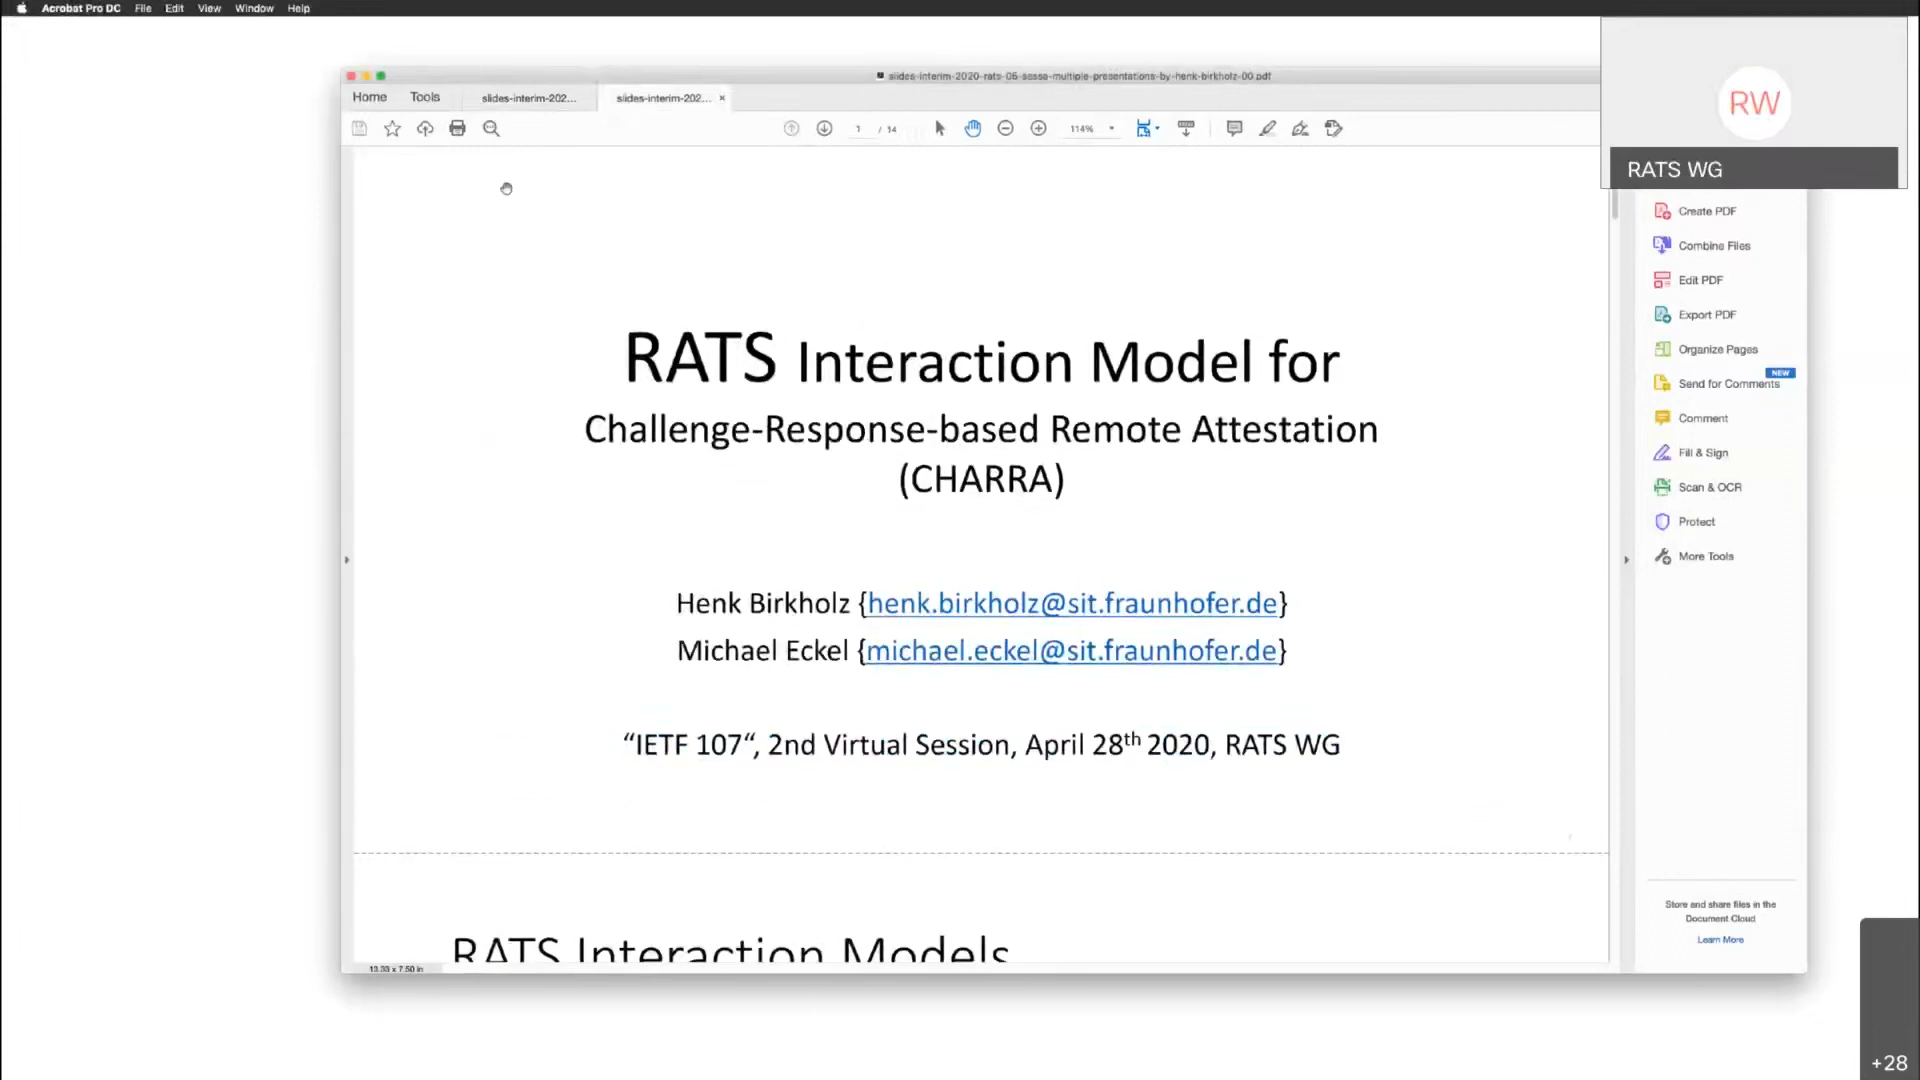 Acrobat Pro DC File Edit View Window Help
slides-interim-2020-rats-05-sessa-multiple-presentations-by-henk-birkholz-00.pdf
Home Tools slides-interim-202... slides-interim-202... ×
1 / 14 114%
RW
RATS WG
Create PDF
Combine Files
Edit PDF
Export PDF
Organize Pages
NEW
Send for Comments
Comment
Fill & Sign
Scan & OCR
Protect
More Tools
RATS Interaction Model for
Challenge-Response-based Remote Attestation
(CHARRA)
Henk Birkholz {henk.birkholz@sit.fraunhofer.de}
Michael Eckel {michael.eckel@sit.fraunhofer.de}
“IETF 107“, 2nd Virtual Session, April 28th 2020, RATS WG
RATS Interaction Models
13.33 x 7.50 in
Store and share files in the
Document Cloud
Learn More
+28